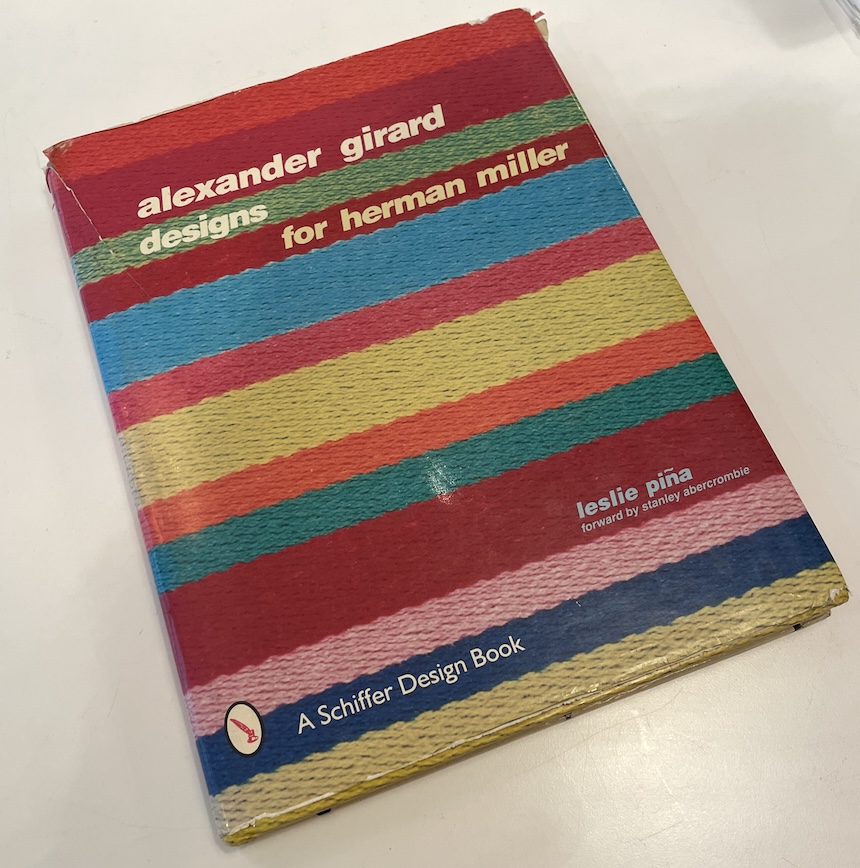 alexander girard
designs
for herman miller
leslie piña
forward by stanley abercrombie
A Schiffer Design Book